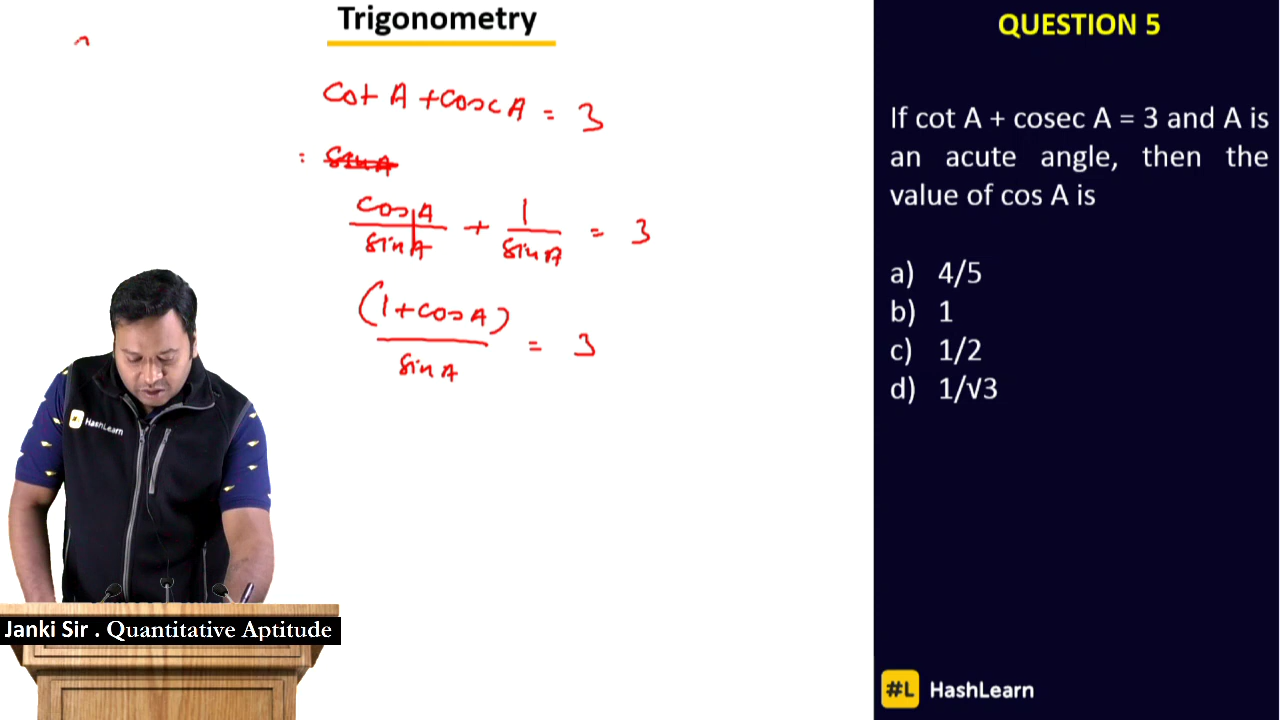 Trigonometry
cot A + cosec A = 3
= sin A
cos A / sin A + 1 / sin A = 3
(1 + cos A) / sin A = 3
#L HashLearn
Janki Sir . Quantitative Aptitude
QUESTION 5
If cot A + cosec A = 3 and A is
an acute angle, then the
value of cos A is
a) 4/5
b) 1
c) 1/2
d) 1/√3
#L HashLearn